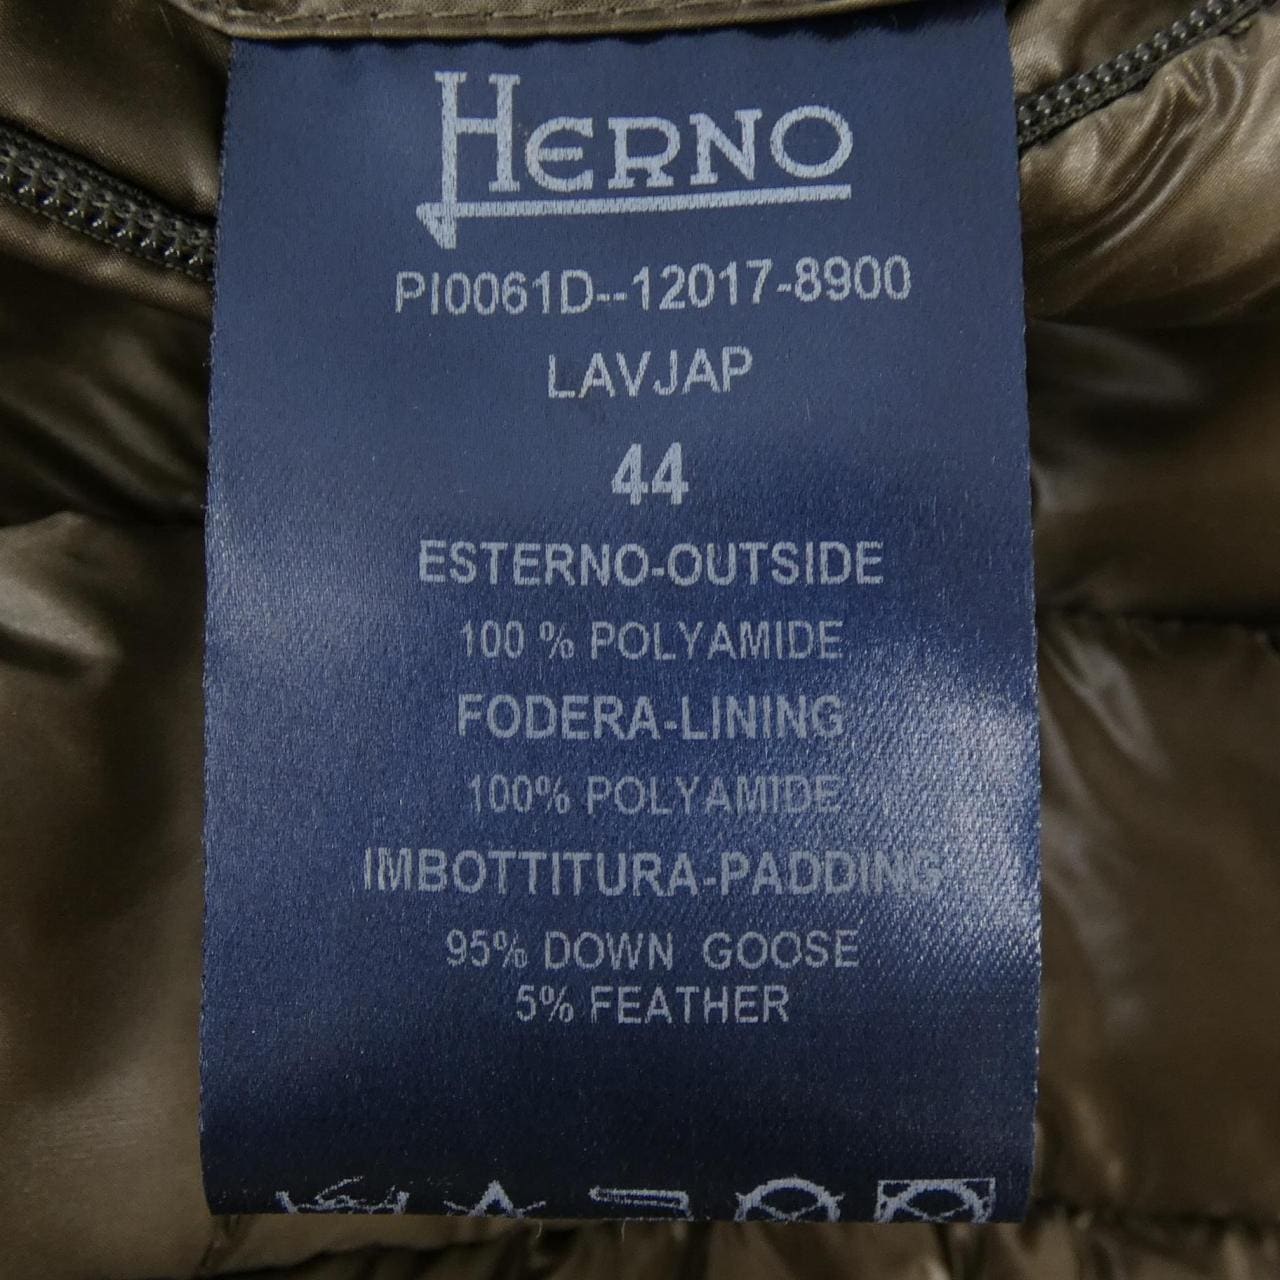 HERNO
PI0061D--12017-8900
LAVJAP
44
ESTERNO-OUTSIDE
100 % POLYAMIDE
FODERA-LINING
100% POLYAMIDE
IMBOTTITURA-PADDING
95% DOWN  GOOSE
5% FEATHER